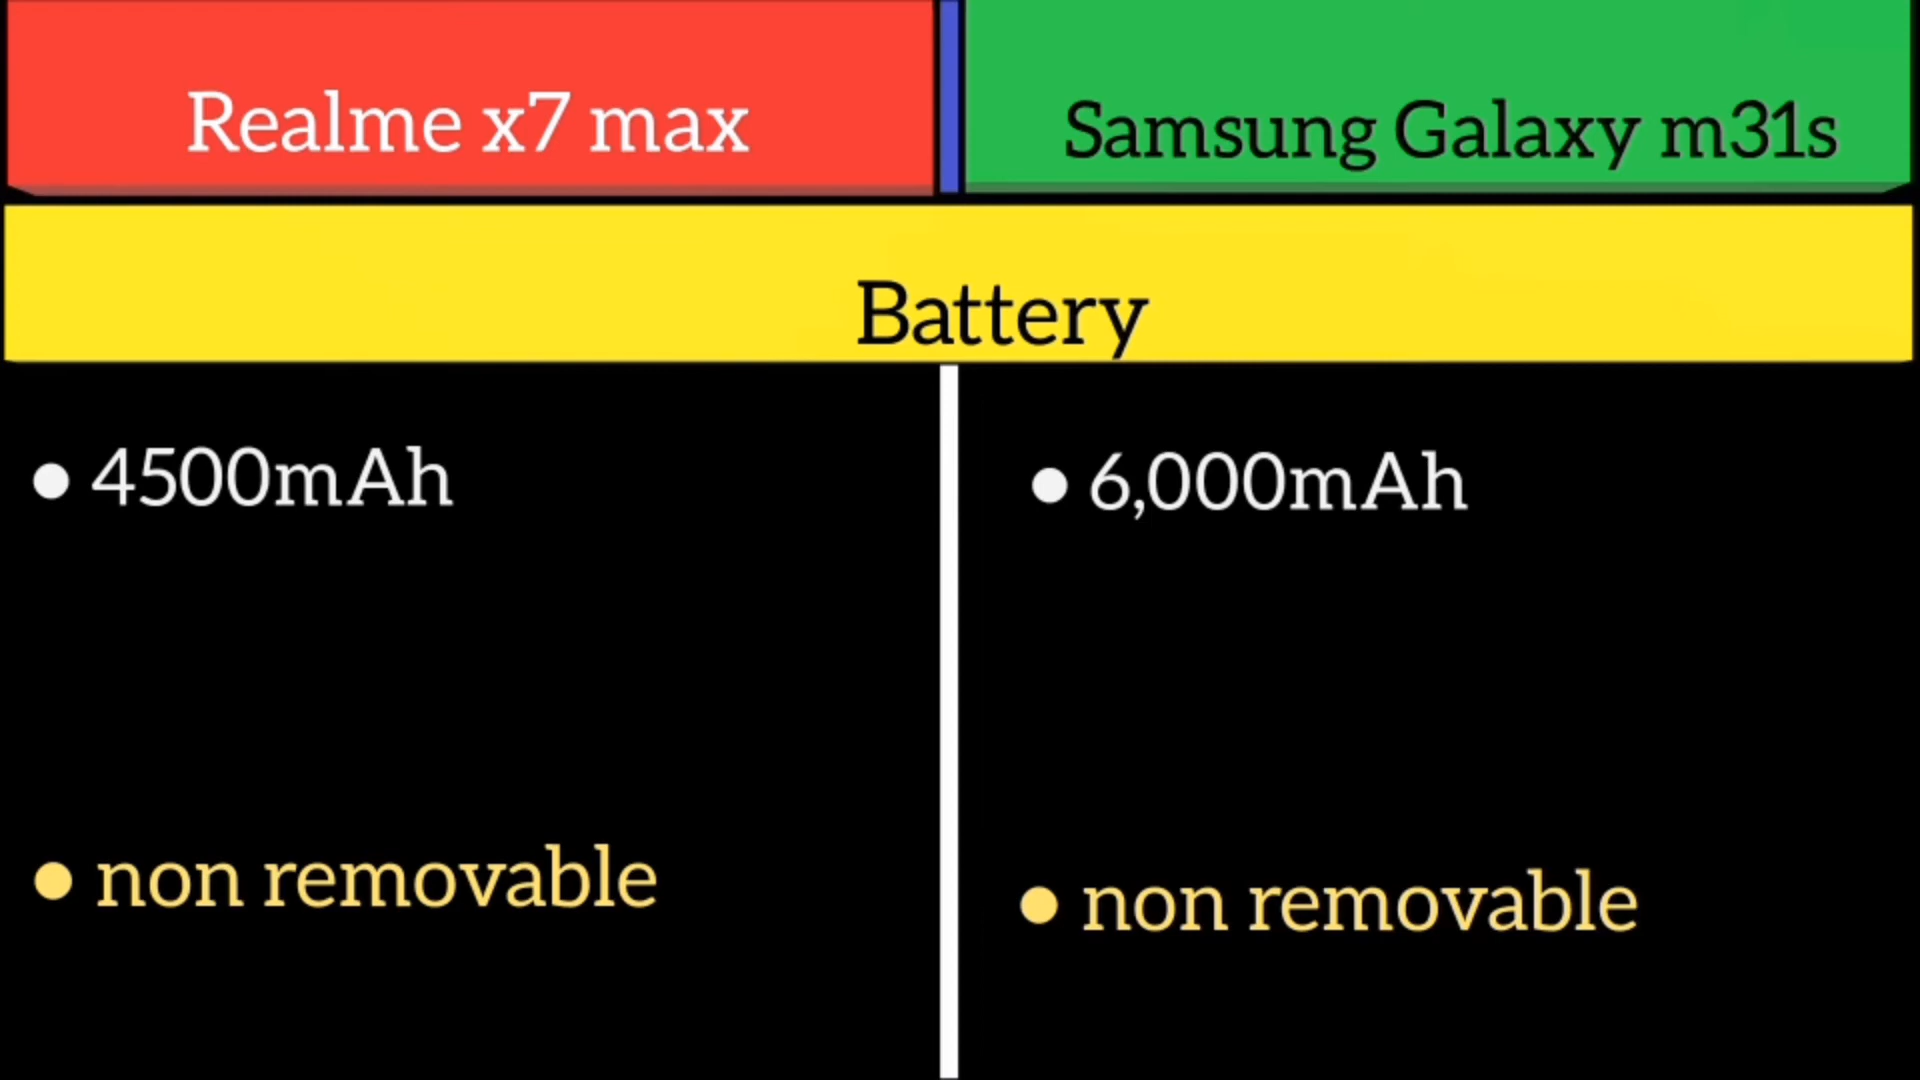 Realme x7 max
Samsung Galaxy m31s
Battery
• 4500mAh
• 6,000mAh
• non removable
• non removable